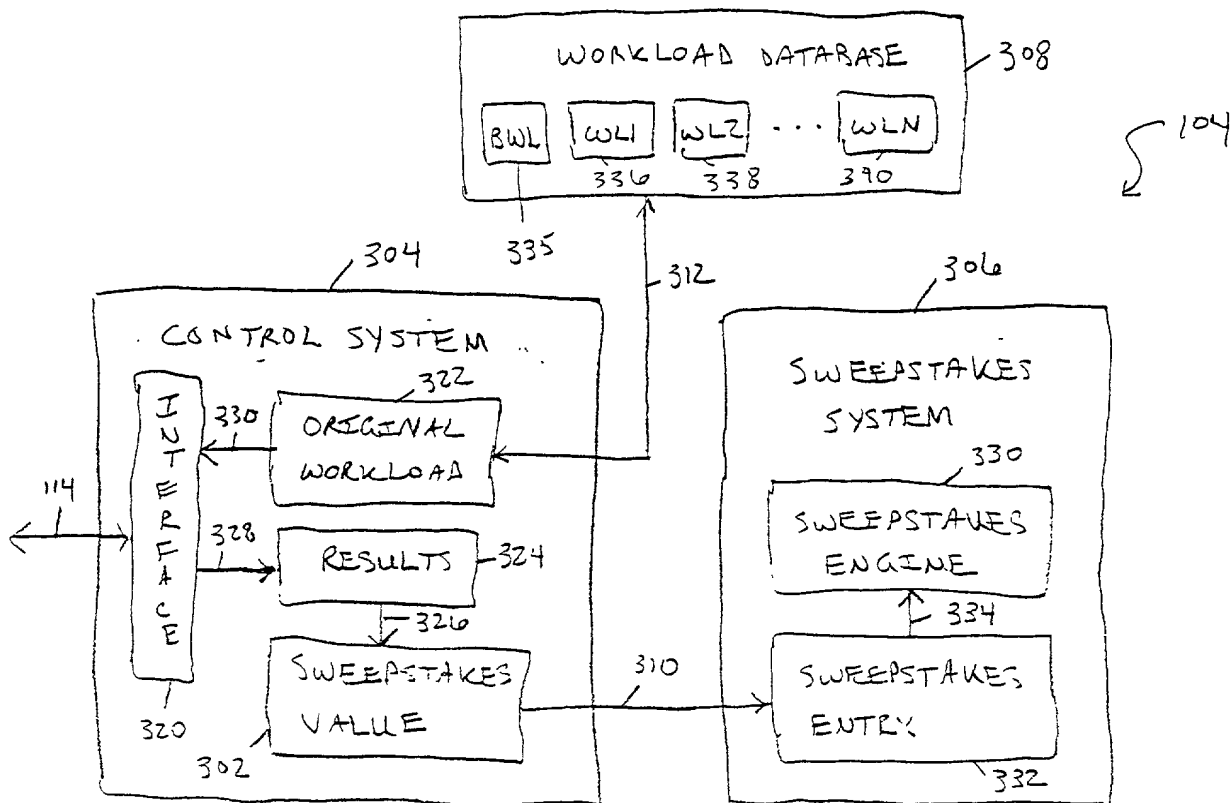 WORKLOAD DATABASE
308
BWL WL1 WL2 ... WLN
336 338 390
335
104
304
312
306
CONTROL SYSTEM
322
INTERFACE
330
ORIGINAL
WORKLOAD
114
328
RESULTS
324
326
SWEEPSTAKES
VALUE
320
302
310
SWEEPSTAKES
SYSTEM
330
SWEEPSTAKES
ENGINE
334
SWEEPSTAKES
ENTRY
332